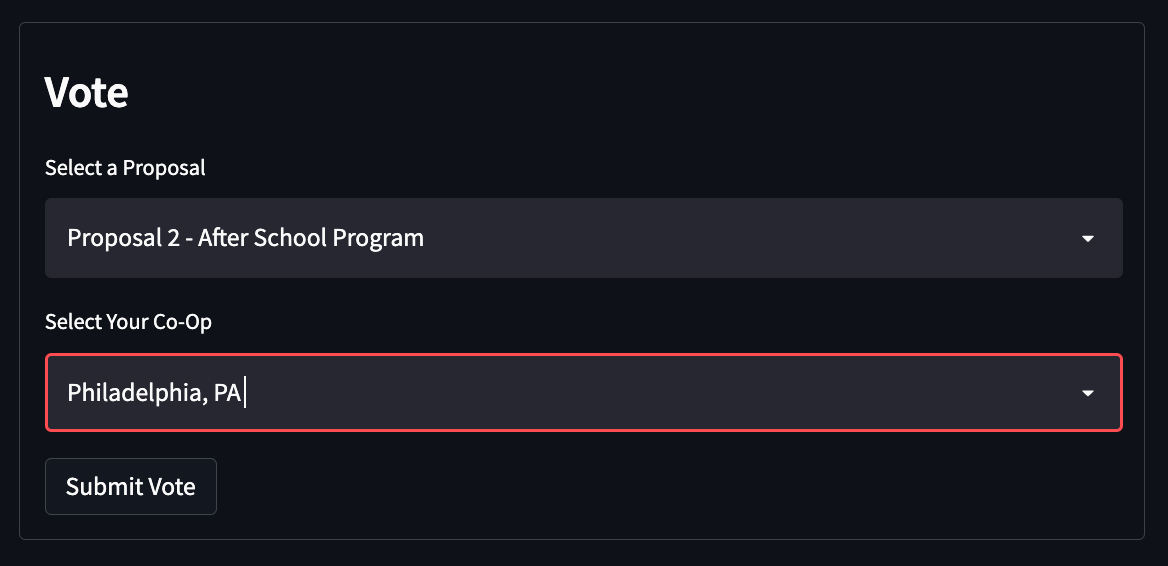 Vote
Select a Proposal
Proposal 2 - After School Program
Select Your Co-Op
Philadelphia, PA
Submit Vote